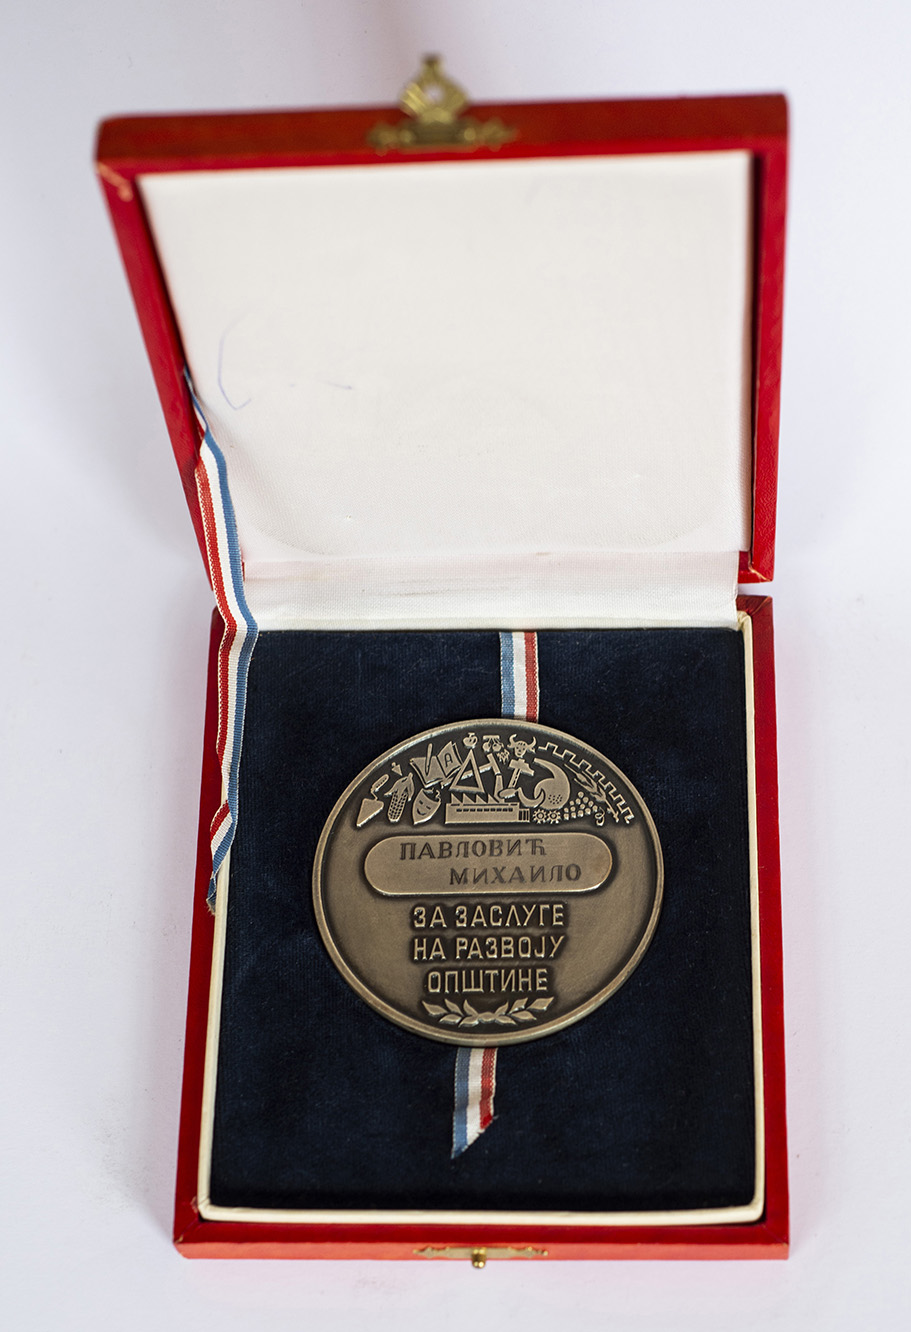 ПАВЛОВИЋ
МИХАИЛО
ЗА ЗАСЛУГЕ
НА РАЗВОЈУ
ОПШТИНЕ